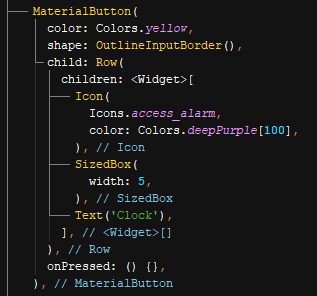 MaterialButton(
color: Colors.yellow,
shape: OutlineInputBorder(),
child: Row(
children: <Widget>[
Icon(
Icons.access_alarm,
color: Colors.deepPurple[100],
), // Icon
SizedBox(
width: 5,
), // SizedBox
Text('Clock'),
], // <Widget>[]
), // Row
onPressed: () {},
), // MaterialButton